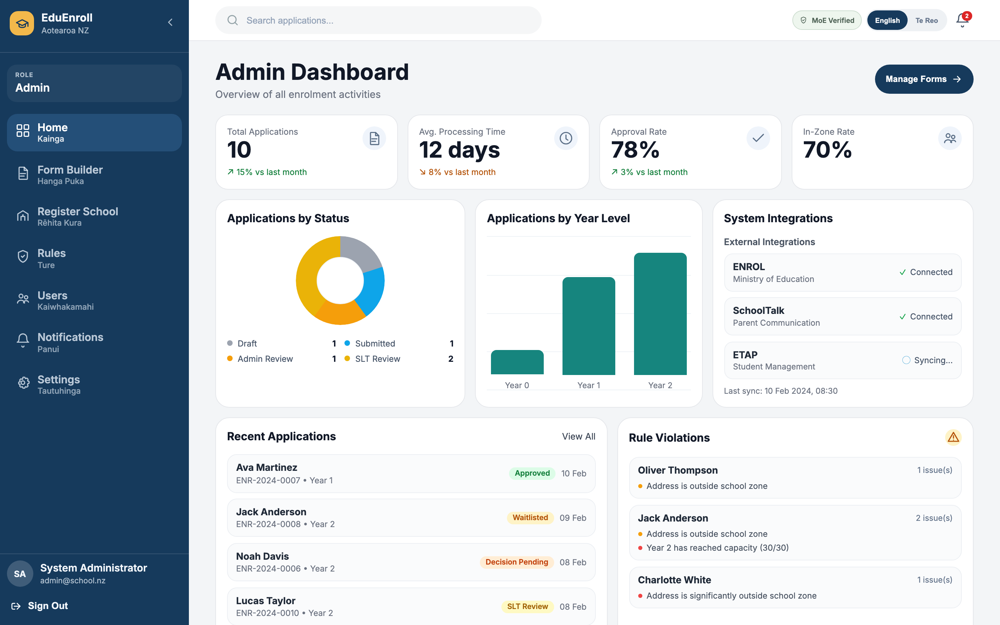 EduEnroll
Aotearoa NZ
ROLE
Admin
Home
Kainga
Form Builder
Hanga Puka
Register School
Rēhita Kura
Rules
Ture
Users
Kaiwhakamahi
Notifications
Panui
Settings
Tautuhinga
SA
System Administrator
admin@school.nz
Sign Out
Search applications...
MoE Verified
English
Te Reo
2
Admin Dashboard
Overview of all enrolment activities
Manage Forms
Total Applications
10
15% vs last month
Avg. Processing Time
12 days
8% vs last month
Approval Rate
78%
3% vs last month
In-Zone Rate
70%
Applications by Status
Draft 1
Submitted 1
Admin Review 1
SLT Review 2
Applications by Year Level
Year 0
Year 1
Year 2
System Integrations
External Integrations
ENROL
Ministry of Education
Connected
SchoolTalk
Parent Communication
Connected
ETAP
Student Management
Syncing...
Last sync: 10 Feb 2024, 08:30
Recent Applications
View All
Ava Martinez
ENR-2024-0007 • Year 1
Approved
10 Feb
Jack Anderson
ENR-2024-0008 • Year 2
Waitlisted
09 Feb
Noah Davis
ENR-2024-0006 • Year 2
Decision Pending
08 Feb
Lucas Taylor
ENR-2024-0010 • Year 2
SLT Review
08 Feb
Rule Violations
Oliver Thompson
1 issue(s)
Address is outside school zone
Jack Anderson
2 issue(s)
Address is outside school zone
Year 2 has reached capacity (30/30)
Charlotte White
1 issue(s)
Address is significantly outside school zone